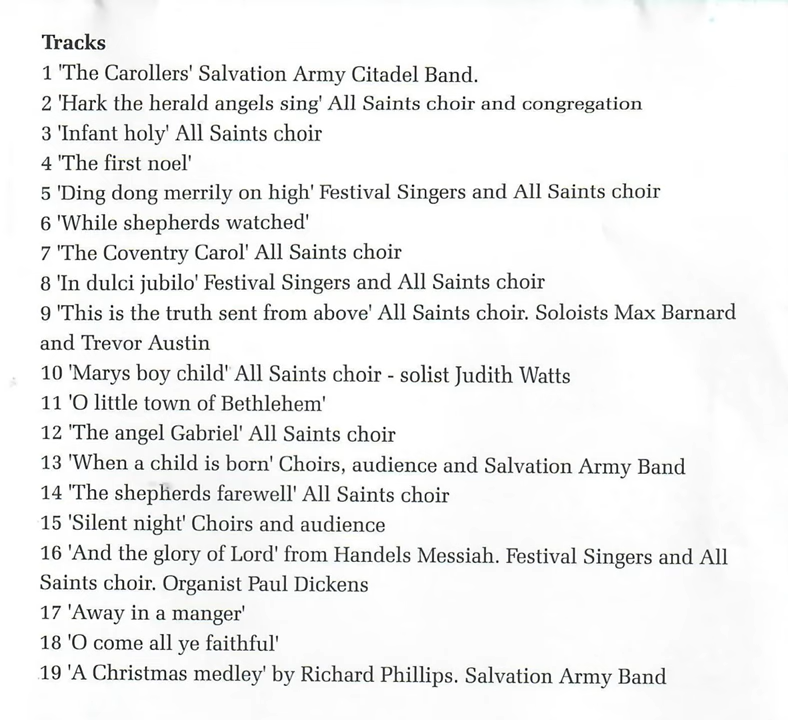 Tracks
1 'The Carollers' Salvation Army Citadel Band.
2 'Hark the herald angels sing' All Saints choir and congregation
3 'Infant holy' All Saints choir
4 'The first noel'
5 'Ding dong merrily on high' Festival Singers and All Saints choir
6 'While shepherds watched'
7 'The Coventry Carol' All Saints choir
8 'In dulci jubilo' Festival Singers and All Saints choir
9 'This is the truth sent from above' All Saints choir. Soloists Max Barnard
and Trevor Austin
10 'Marys boy child' All Saints choir - solist Judith Watts
11 'O little town of Bethlehem'
12 'The angel Gabriel' All Saints choir
13 'When a child is born' Choirs, audience and Salvation Army Band
14 'The shepherds farewell' All Saints choir
15 'Silent night' Choirs and audience
16 'And the glory of Lord' from Handels Messiah. Festival Singers and All
Saints choir. Organist Paul Dickens
17 'Away in a manger'
18 'O come all ye faithful'
19 'A Christmas medley' by Richard Phillips. Salvation Army Band